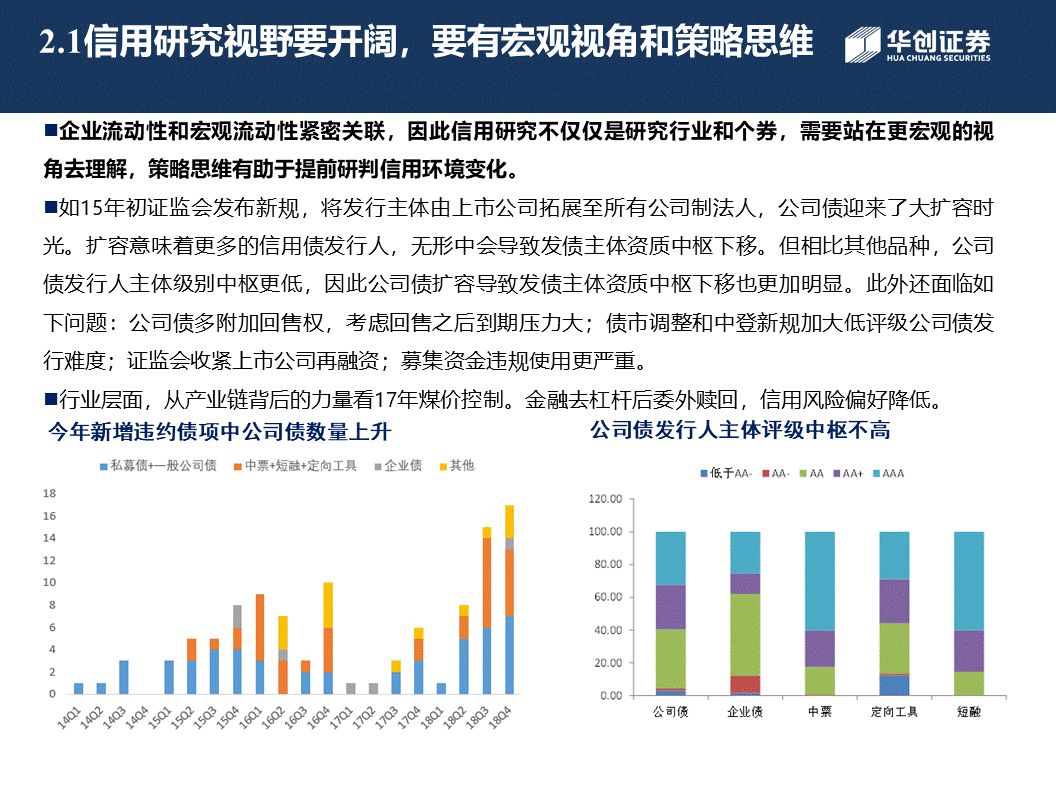 2.1信用研究视野要开阔，要有宏观视角和策略思维
华创证券
HUA CHUANG SECURITIES
■企业流动性和宏观流动性紧密关联，因此信用研究不仅仅是研究行业和个券，需要站在更宏观的视
角去理解，策略思维有助于提前研判信用环境变化。
■如15年初证监会发布新规，将发行主体由上市公司拓展至所有公司制法人，公司债迎来了大扩容时
光。扩容意味着更多的信用债发行人，无形中会导致发债主体资质中枢下移。但相比其他品种，公司
债发行人主体级别中枢更低，因此公司债扩容导致发债主体资质中枢下移也更加明显。此外还面临如
下问题：公司债多附加回售权，考虑回售之后到期压力大；债市调整和中登新规加大低评级公司债发
行难度；证监会收紧上市公司再融资；募集资金违规使用更严重。
■行业层面，从产业链背后的力量看17年煤价控制。金融去杠杆后委外赎回，信用风险偏好降低。
今年新增违约债项中公司债数量上升
私募债+一般公司债 中票+短融+定向工具 企业债 其他
18
16
14
12
10
8
6
4
2
0
14Q1 14Q2 14Q3 14Q4 15Q1 15Q2 15Q3 15Q4 16Q1 16Q2 16Q3 16Q4 17Q1 17Q2 17Q3 17Q4 18Q1 18Q2 18Q3 18Q4
公司债发行人主体评级中枢不高
低于AA- AA- AA AA+ AAA
120.00
100.00
80.00
60.00
40.00
20.00
0.00
公司债 企业债 中票 定向工具 短融